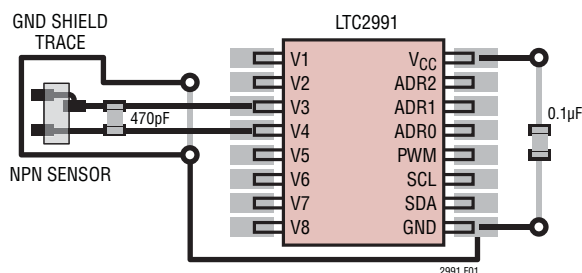 GND SHIELD
TRACE
LTC2991
V1
V2
V3
V4
V5
V6
V7
V8
VCC
ADR2
ADR1
ADR0
PWM
SCL
SDA
GND
470pF
0.1µF
NPN SENSOR
2991 F01